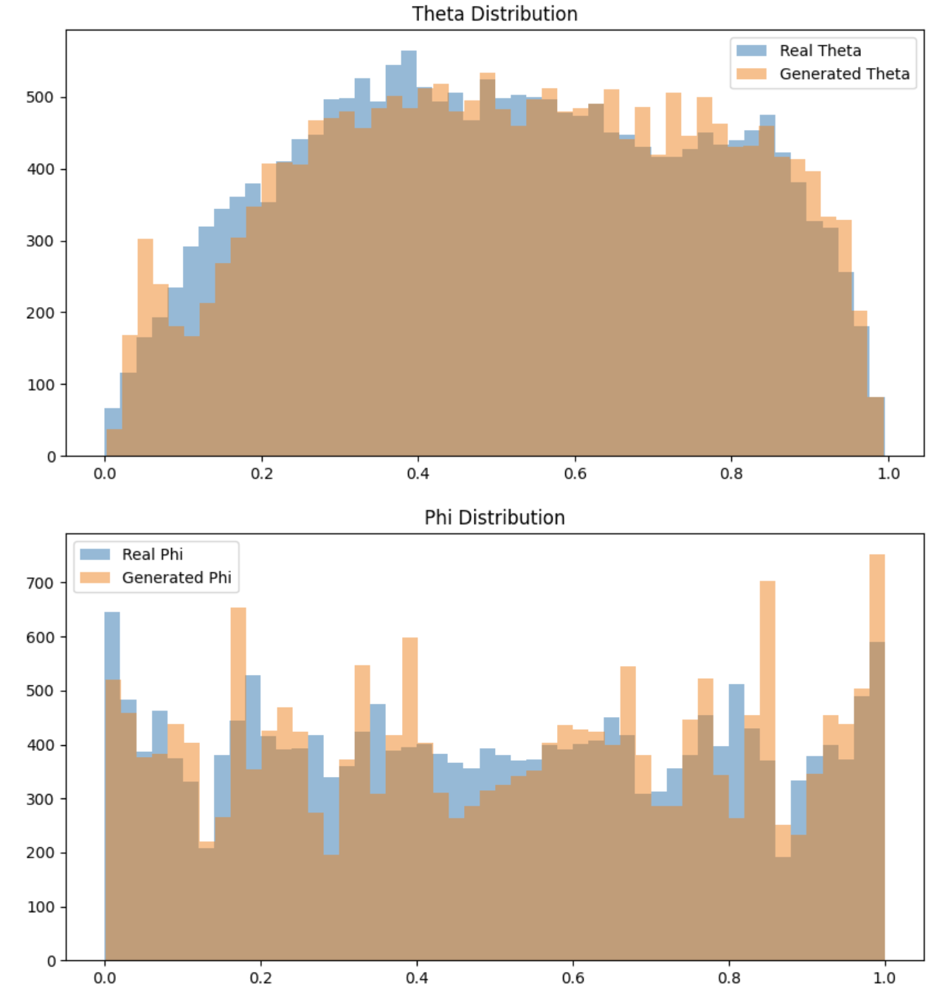 Theta Distribution
Real Theta
Generated Theta
500
400
300
200
100
0
0.0 0.2 0.4 0.6 0.8 1.0
Phi Distribution
Real Phi
Generated Phi
700
600
500
400
300
200
100
0
0.0 0.2 0.4 0.6 0.8 1.0